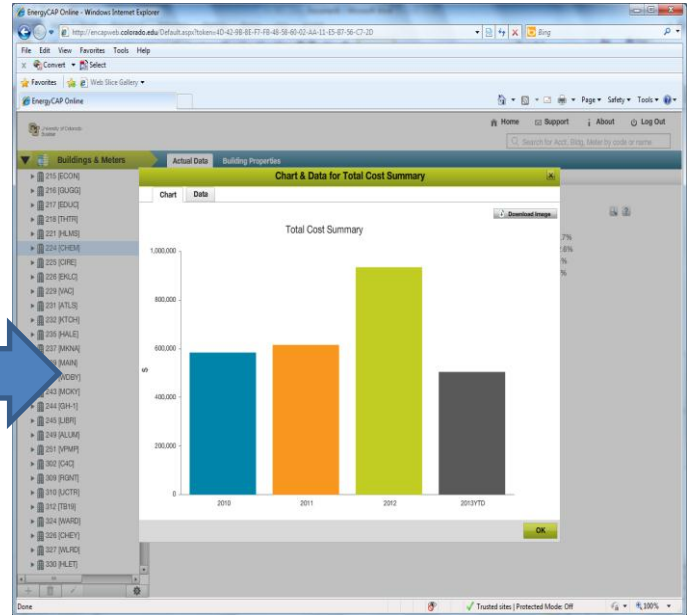 EnergyCAP Online - Windows Internet Explorer
http://encapweb.colorado.edu/Default.aspx?token=4D-42-9B-8E-F7-FB-48-58-60-02-AA-11-E5-B7-56-C7-2D
Bing
File Edit View Favorites Tools Help
x Convert Select
Favorites Web Slice Gallery
EnergyCAP Online
Page Safety Tools
University of Colorado
Boulder
Home Support About Log Out
Search for Acct, Bldg, Meter by code or name
Buildings & Meters Actual Data Building Properties
Chart & Data for Total Cost Summary
Chart Data
Download Image
Total Cost Summary
1,000,000
800,000
600,000
$
400,000
200,000
0
2010 2011 2012 2013YTD
OK
215 [ECON]
216 [GUGG]
217 [EDUC]
218 [THTR]
221 [HLMS]
224 [CHEM]
225 [CIRE]
226 [EKLC]
229 [VAC]
231 [ATLS]
232 [KTCH]
235 [HALE]
237 [MKNA]
[MAIN]
[WDBY]
243 [MCKY]
244 [GH-1]
245 [LIBR]
249 [ALUM]
251 [VPMP]
302 [C4C]
309 [RGNT]
310 [UCTR]
312 [TB19]
324 [WARD]
326 [CHEY]
327 [WLRD]
330 [HLET]
Done Trusted sites | Protected Mode: Off 100%